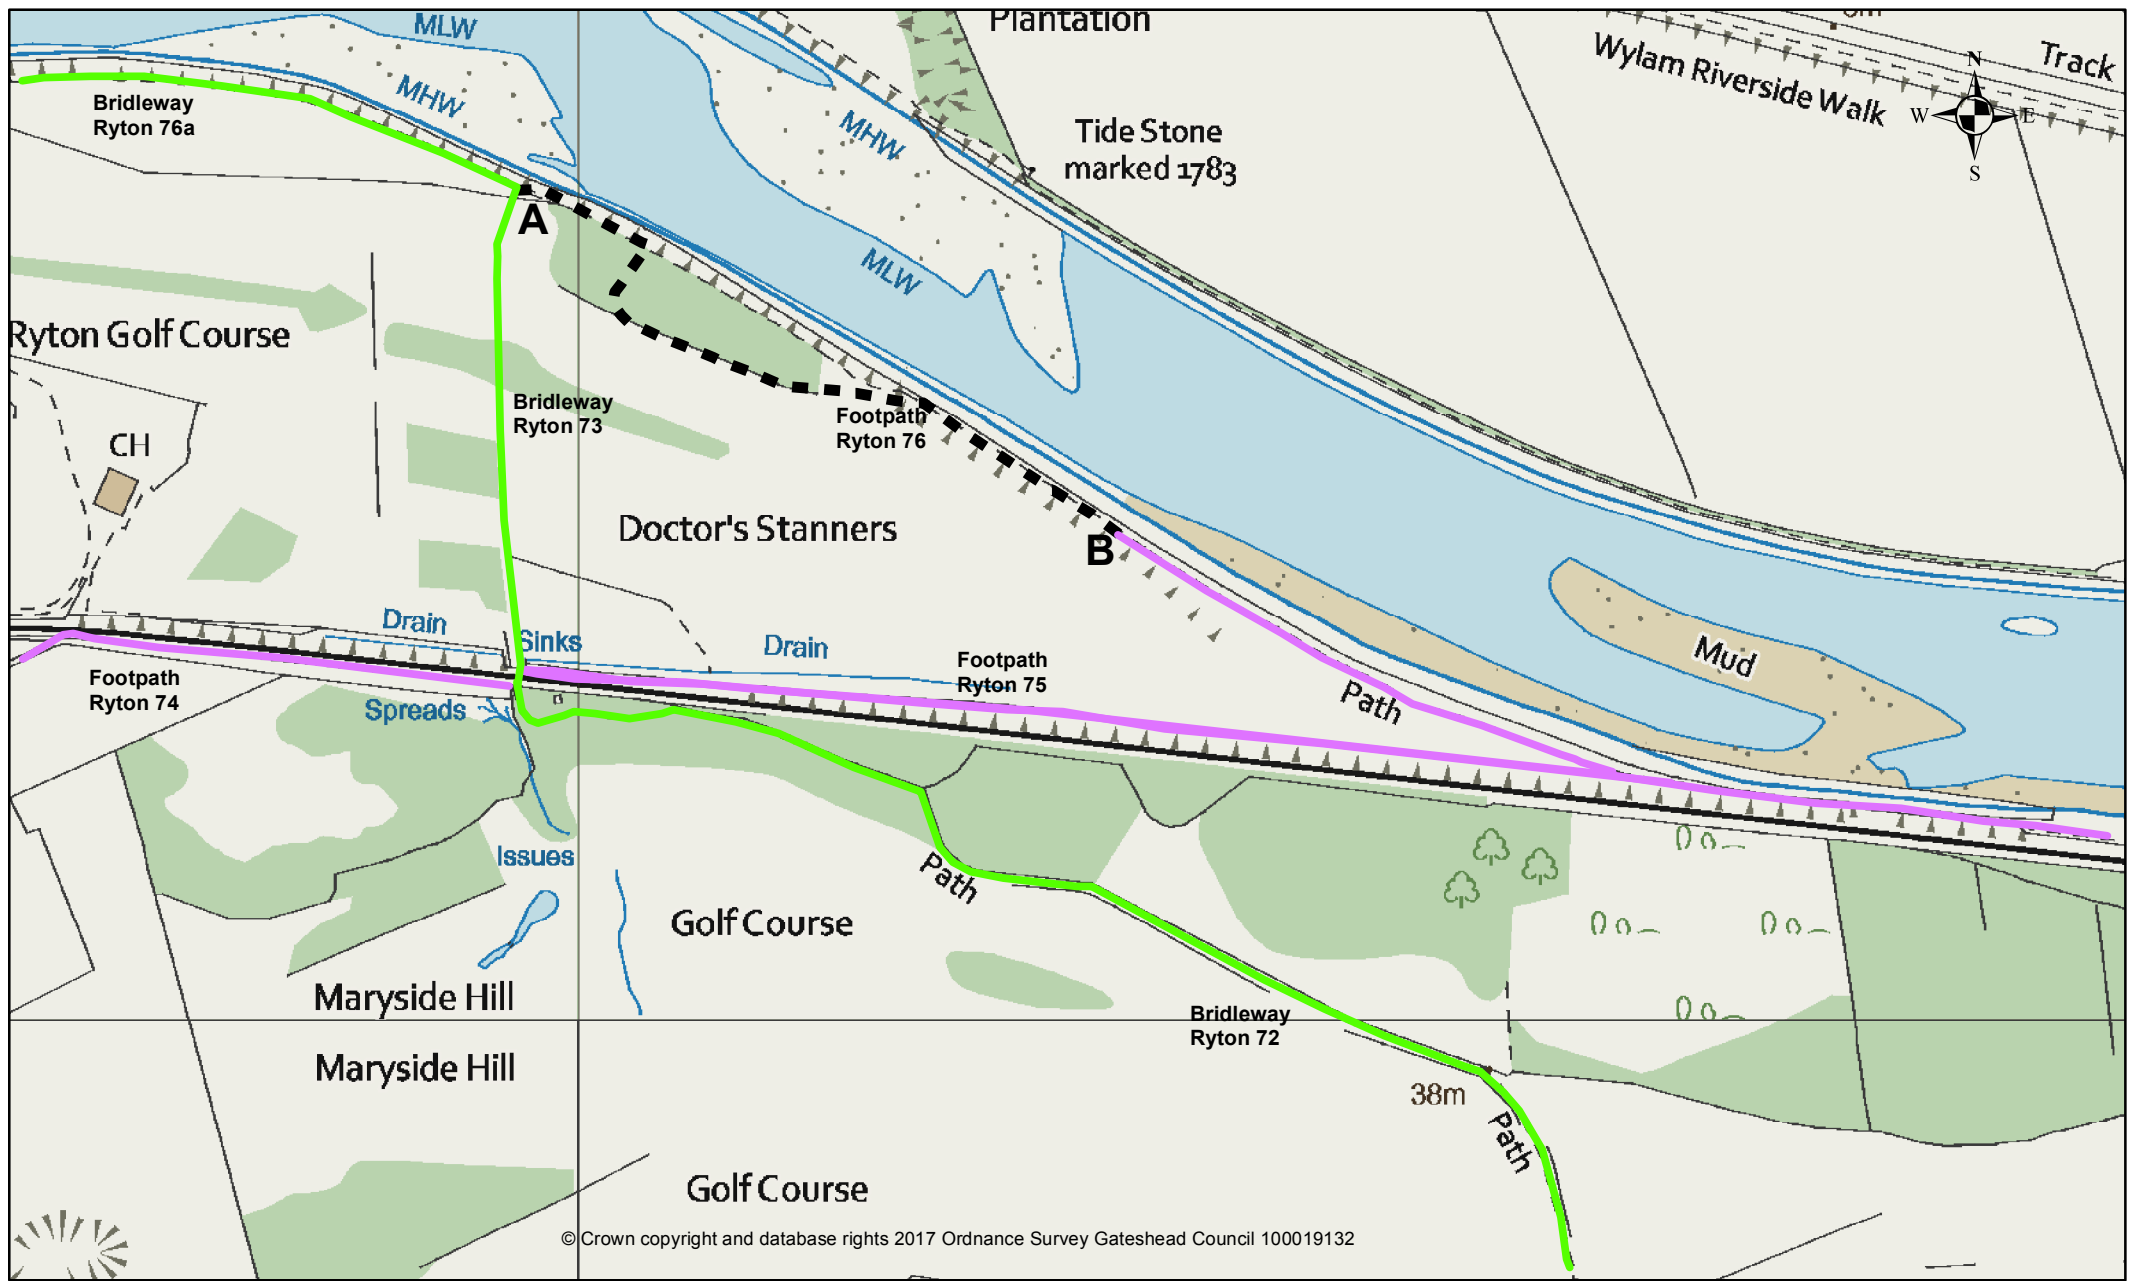 MLW
Plantation
Wylam Riverside Walk
Track
N
W
E
S
MHW
Bridleway
Ryton 76a
MHW
Tide Stone
marked 1783
A
MLW
Ryton Golf Course
Bridleway
Ryton 73
Footpath
Ryton 76
CH
Doctor's Stanners
B
Drain
Sinks
Drain
Footpath
Ryton 75
Mud
Footpath
Ryton 74
Spreads
Path
Issues
Path
Golf Course
Maryside Hill
Bridleway
Ryton 72
Maryside Hill
38m
Path
Golf Course
© Crown copyright and database rights 2017 Ordnance Survey Gateshead Council 100019132